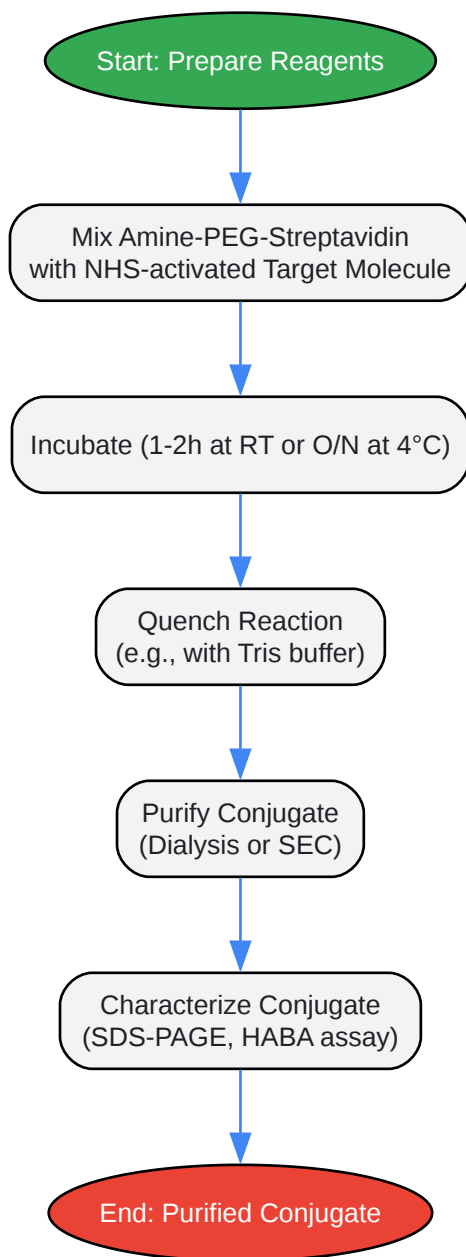 Start: Prepare Reagents
Mix Amine-PEG-Streptavidin
with NHS-activated Target Molecule
Incubate (1-2h at RT or O/N at 4°C)
Quench Reaction
(e.g., with Tris buffer)
Purify Conjugate
(Dialysis or SEC)
Characterize Conjugate
(SDS-PAGE, HABA assay)
End: Purified Conjugate